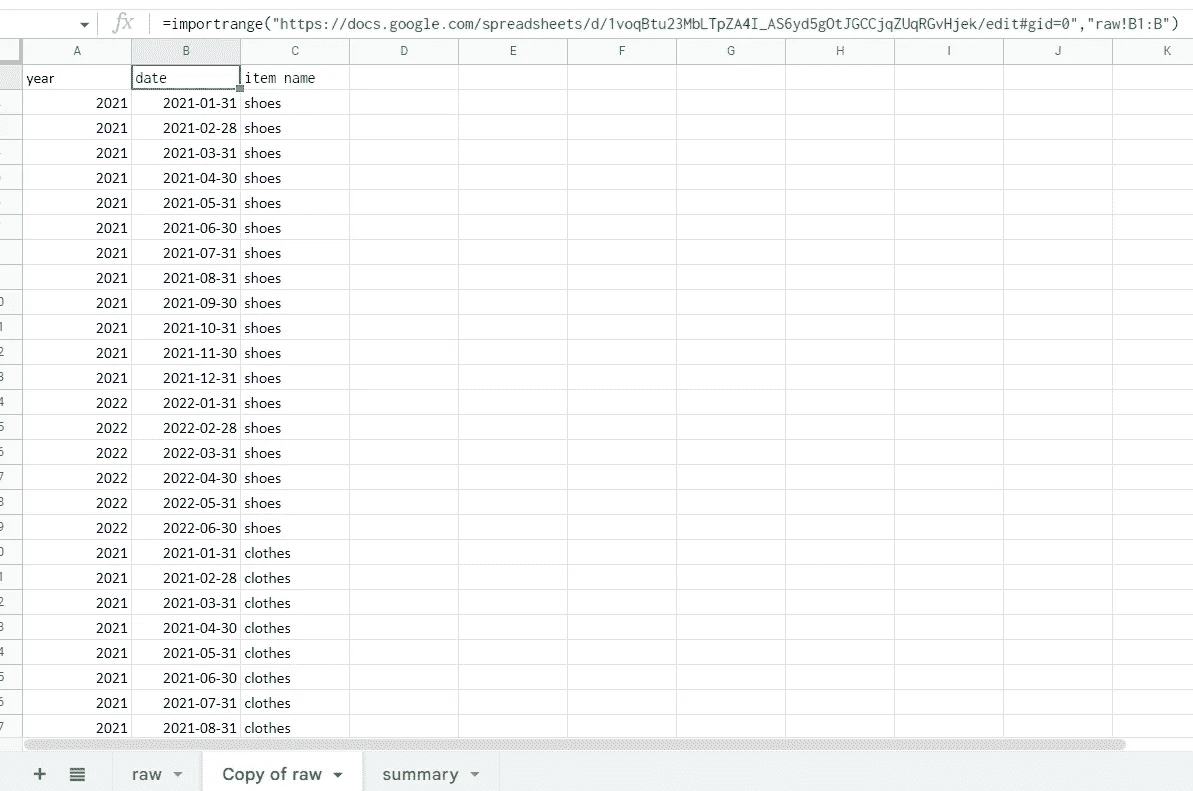 fx =importrange("https://docs.google.com/spreadsheets/d/1voqBtu23MbLTpZA4I_AS6yd5gOtJGCCjqZUqRGvHjek/edit#gid=0","raw!B1:B")
A B C D E F G H I J K
year date item name
2021 2021-01-31 shoes
2021 2021-02-28 shoes
2021 2021-03-31 shoes
2021 2021-04-30 shoes
2021 2021-05-31 shoes
2021 2021-06-30 shoes
2021 2021-07-31 shoes
2021 2021-08-31 shoes
2021 2021-09-30 shoes
2021 2021-10-31 shoes
2021 2021-11-30 shoes
2021 2021-12-31 shoes
2022 2022-01-31 shoes
2022 2022-02-28 shoes
2022 2022-03-31 shoes
2022 2022-04-30 shoes
2022 2022-05-31 shoes
2022 2022-06-30 shoes
2021 2021-01-31 clothes
2021 2021-02-28 clothes
2021 2021-03-31 clothes
2021 2021-04-30 clothes
2021 2021-05-31 clothes
2021 2021-06-30 clothes
2021 2021-07-31 clothes
2021 2021-08-31 clothes
+ raw Copy of raw summary